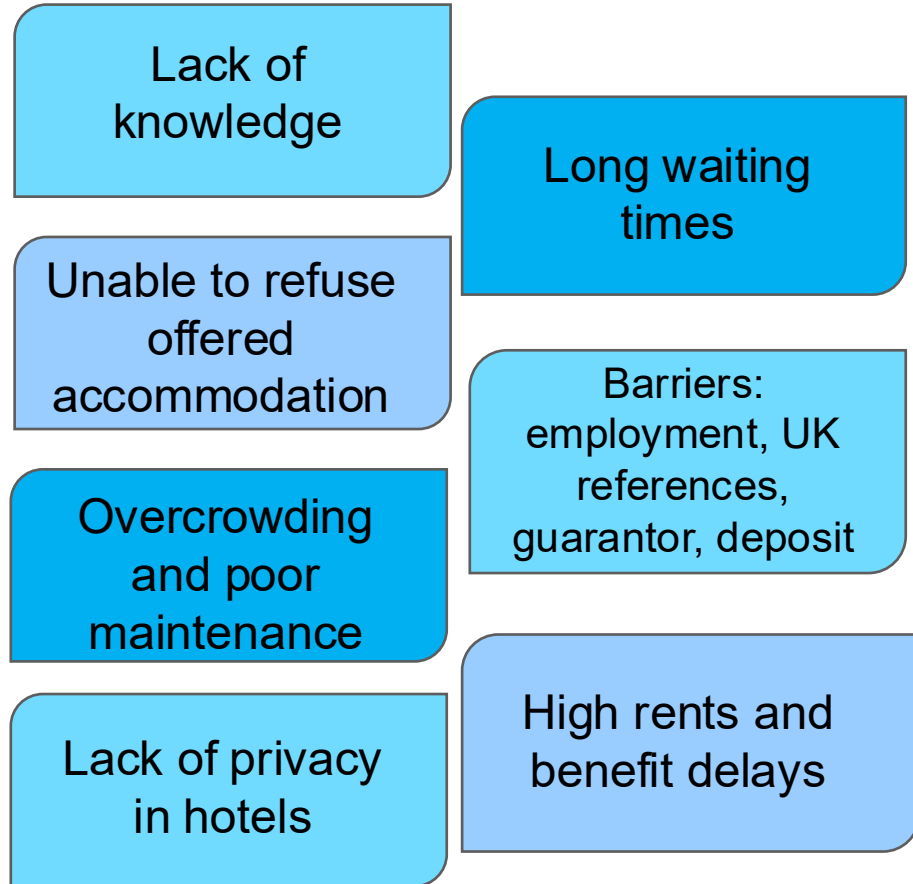 Lack of
knowledge
Long waiting
times
Unable to refuse
offered
accommodation
Barriers:
employment, UK
references,
guarantor, deposit
Overcrowding
and poor
maintenance
High rents and
benefit delays
Lack of privacy
in hotels